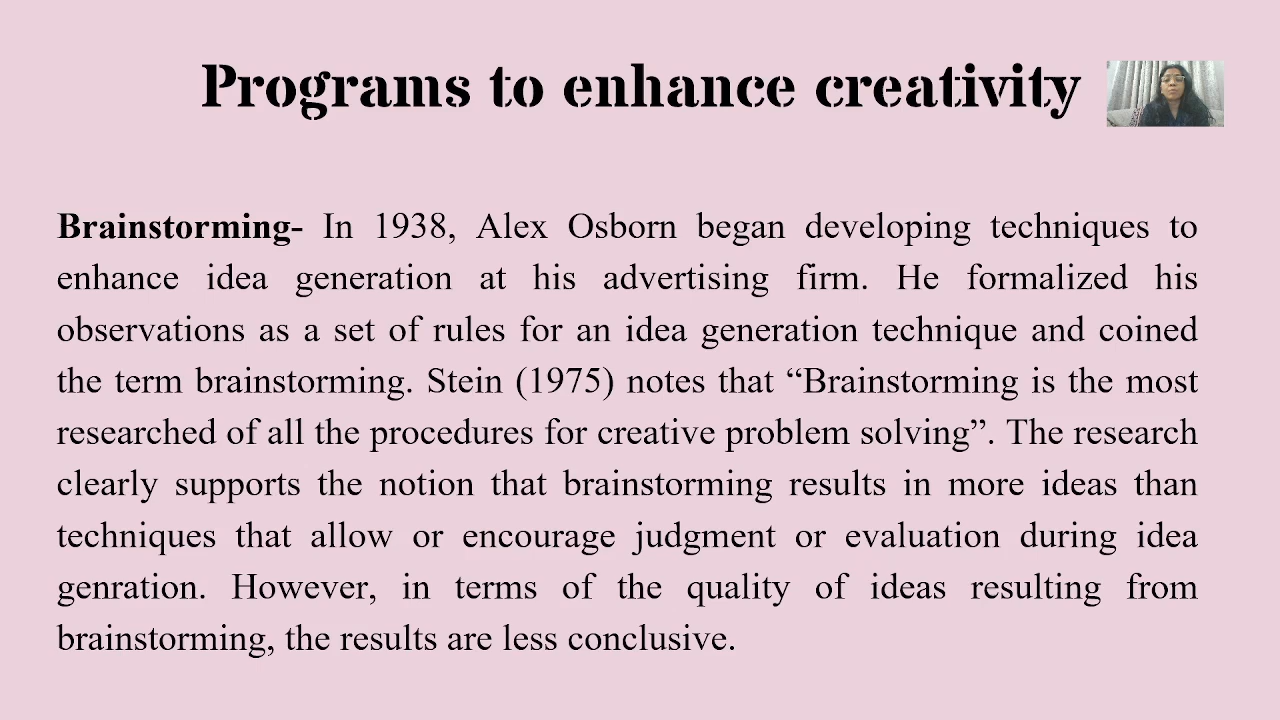 Programs to enhance creativity
Brainstorming- In 1938, Alex Osborn began developing techniques to
enhance idea generation at his advertising firm. He formalized his
observations as a set of rules for an idea generation technique and coined
the term brainstorming. Stein (1975) notes that “Brainstorming is the most
researched of all the procedures for creative problem solving”. The research
clearly supports the notion that brainstorming results in more ideas than
techniques that allow or encourage judgment or evaluation during idea
genration. However, in terms of the quality of ideas resulting from
brainstorming, the results are less conclusive.